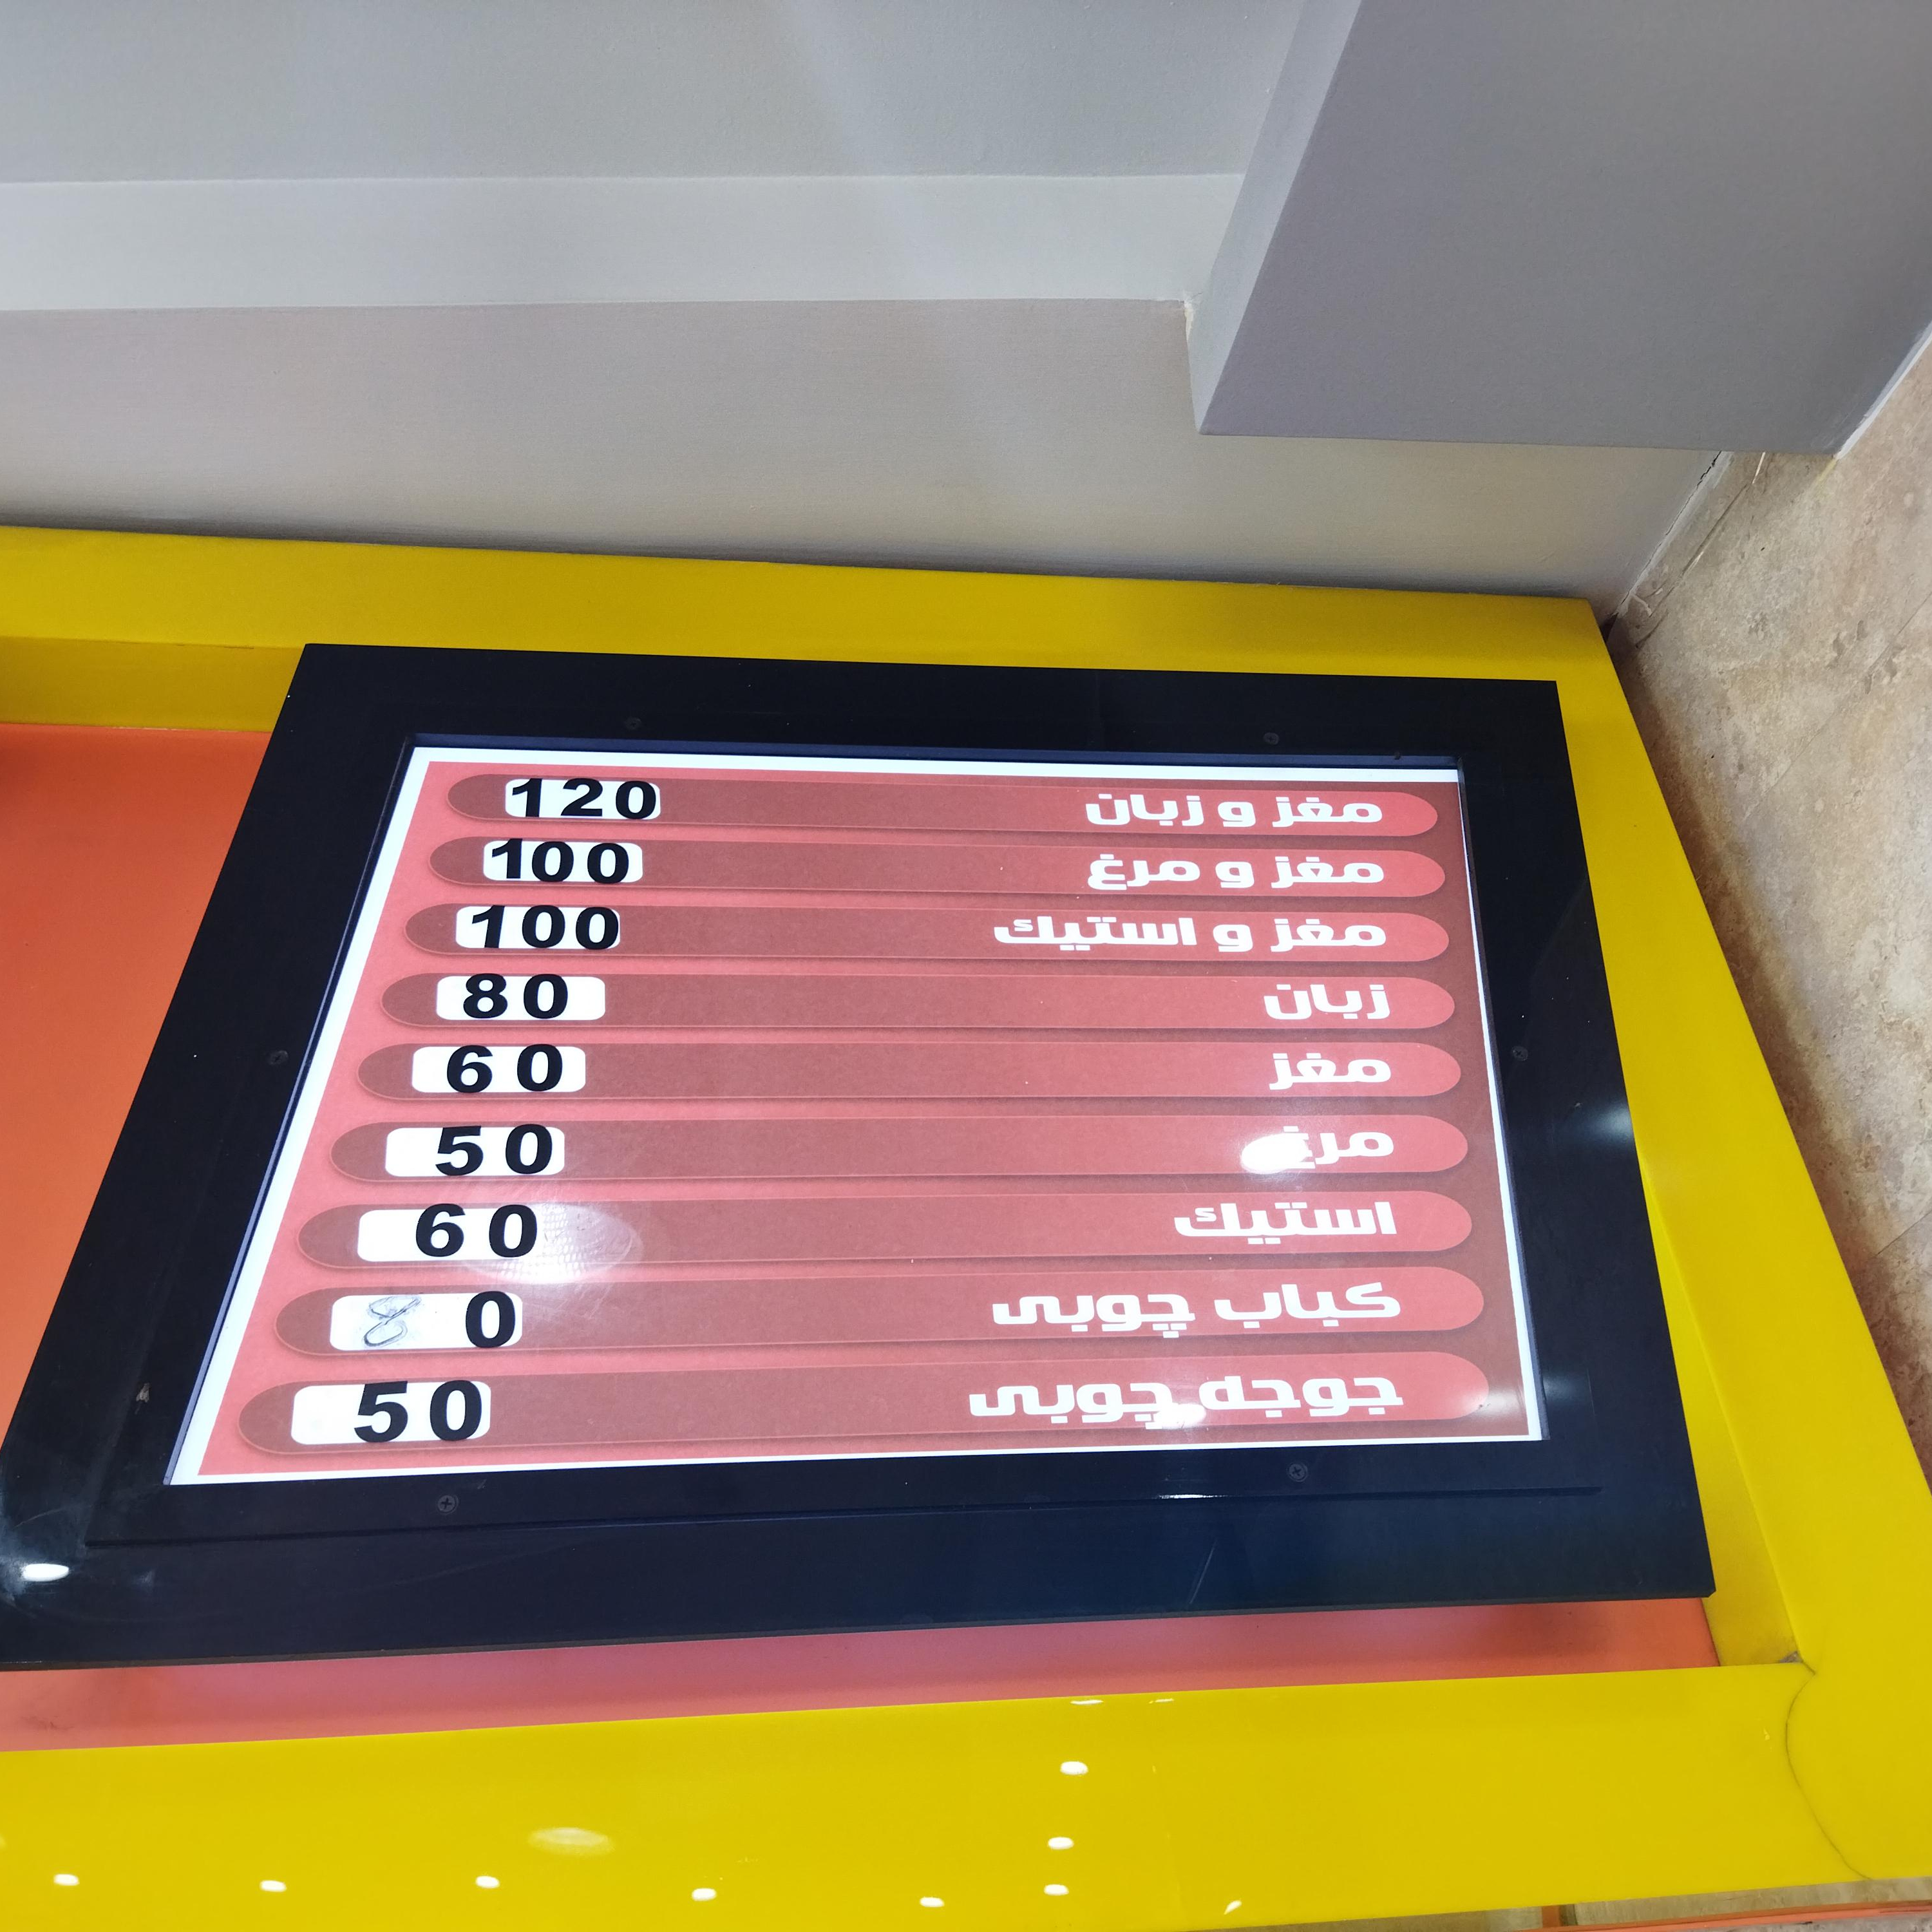 مغز و زبان 120
مغز و مرغ 100
مغز و استیک 100
زبان 80
مغز 60
مرغ 50
استیک 60
کباب چوبی 80
جوجه چوبی 50